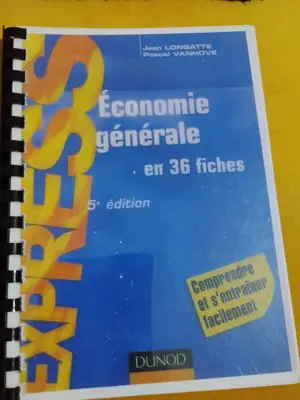 Jean LONGATTE
Pascal VANHOVE
EXPRESS
Économie
générale
en 36 fiches
5e édition
Comprendre
et s'entraîner
facilement
DUNOD